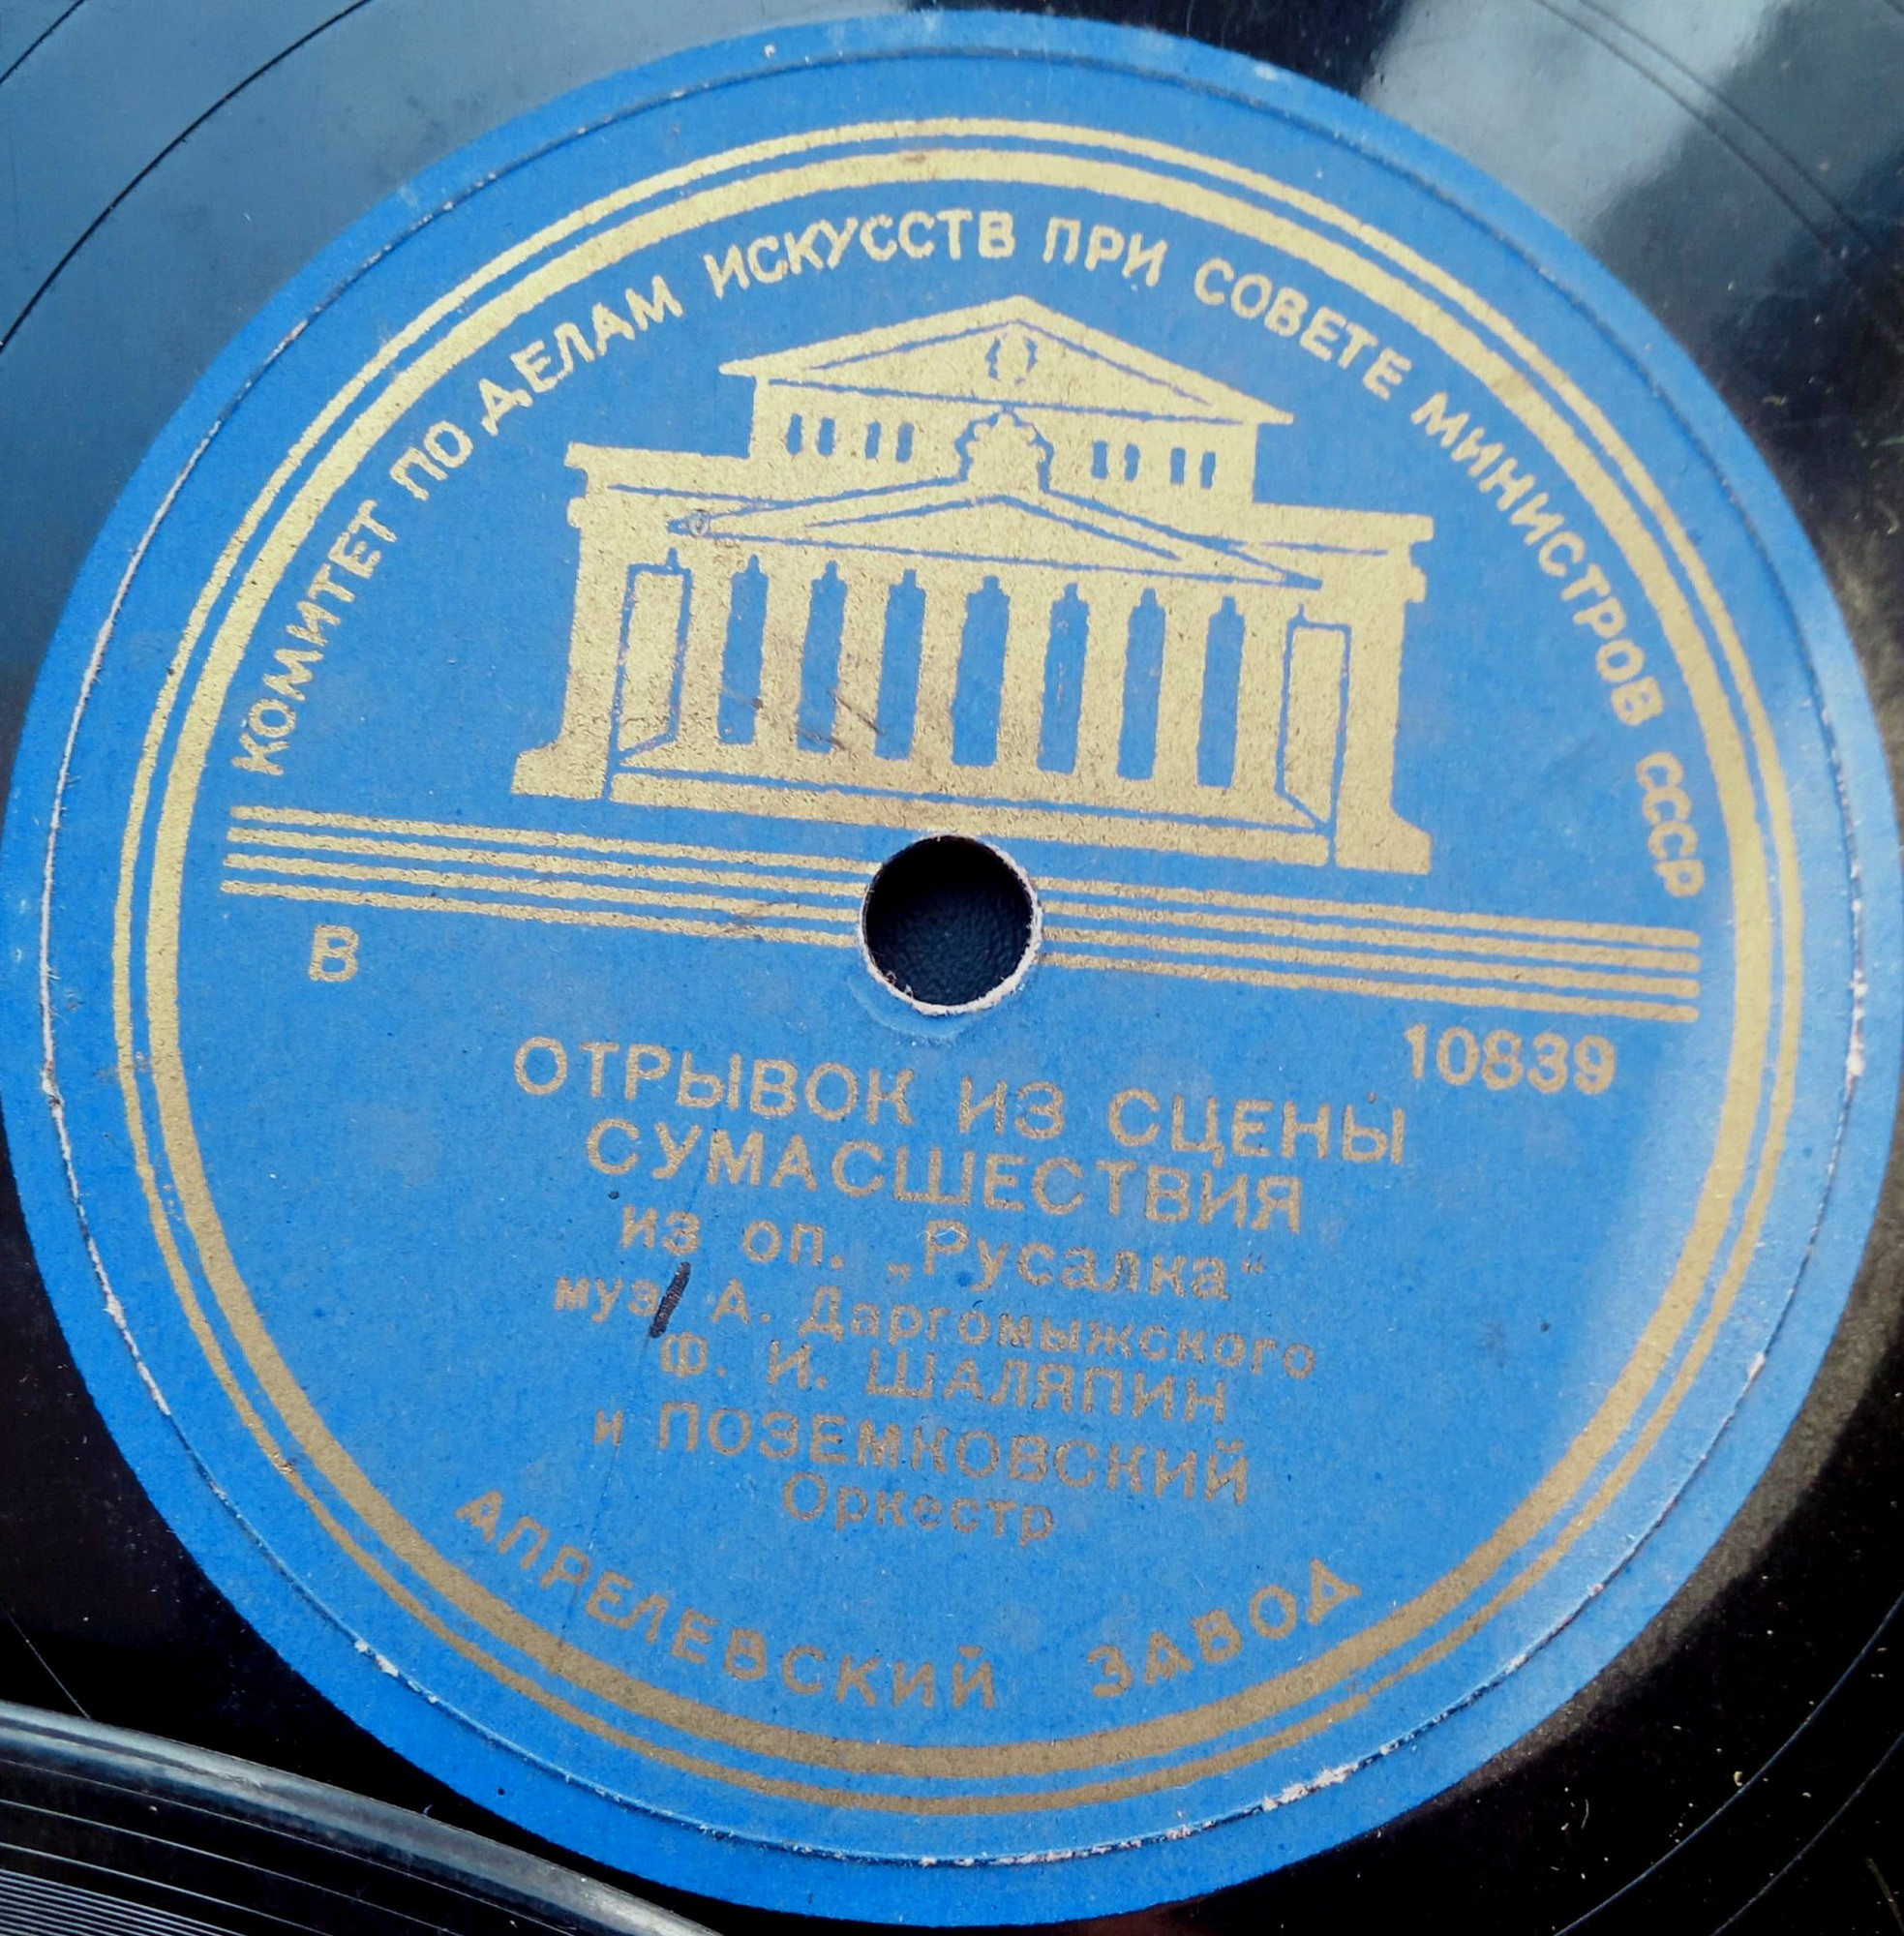 КОМИТЕТ ПО ДЕЛАМ ИСКУССТВ ПРИ СОВЕТЕ МИНИСТРОВ СССР
В
10839
ОТРЫВОК ИЗ СЦЕНЫ
СУМАСШЕСТВИЯ
из оп. „Русалка“
муз А. Даргомыжского
Ф. И. ШАЛЯПИН
и ПОЗЕМКОВСКИЙ
Оркестр
АПРЕЛЕВСКИЙ ЗАВОД